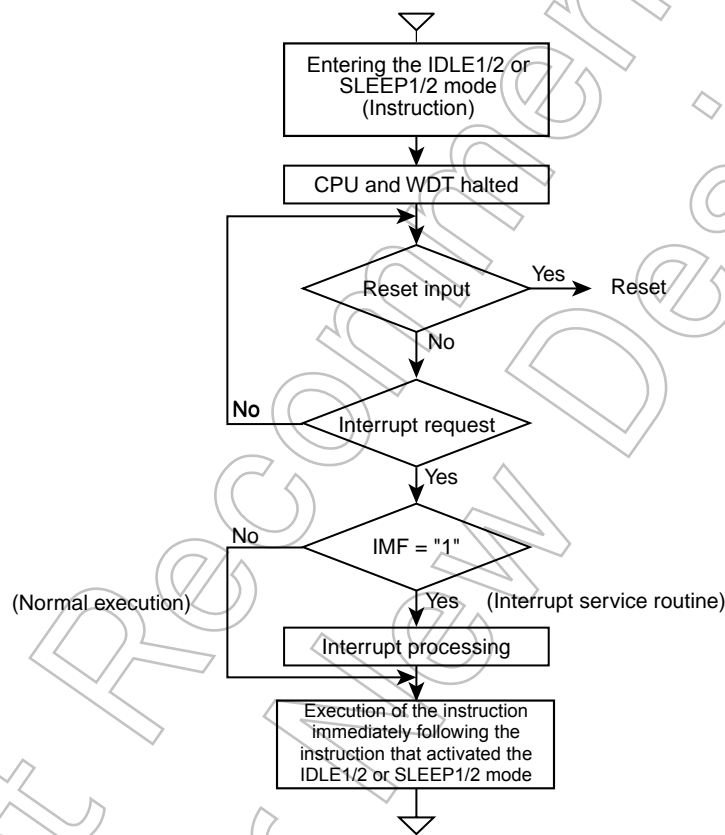 Entering the IDLE1/2 or
SLEEP1/2 mode
(Instruction)
CPU and WDT halted
Reset input
Yes
Reset
No
No
Interrupt request
Yes
No
IMF = "1"
(Normal execution)
Yes
(Interrupt service routine)
Interrupt processing
Execution of the instruction
immediately following the
instruction that activated the
IDLE1/2 or SLEEP1/2 mode